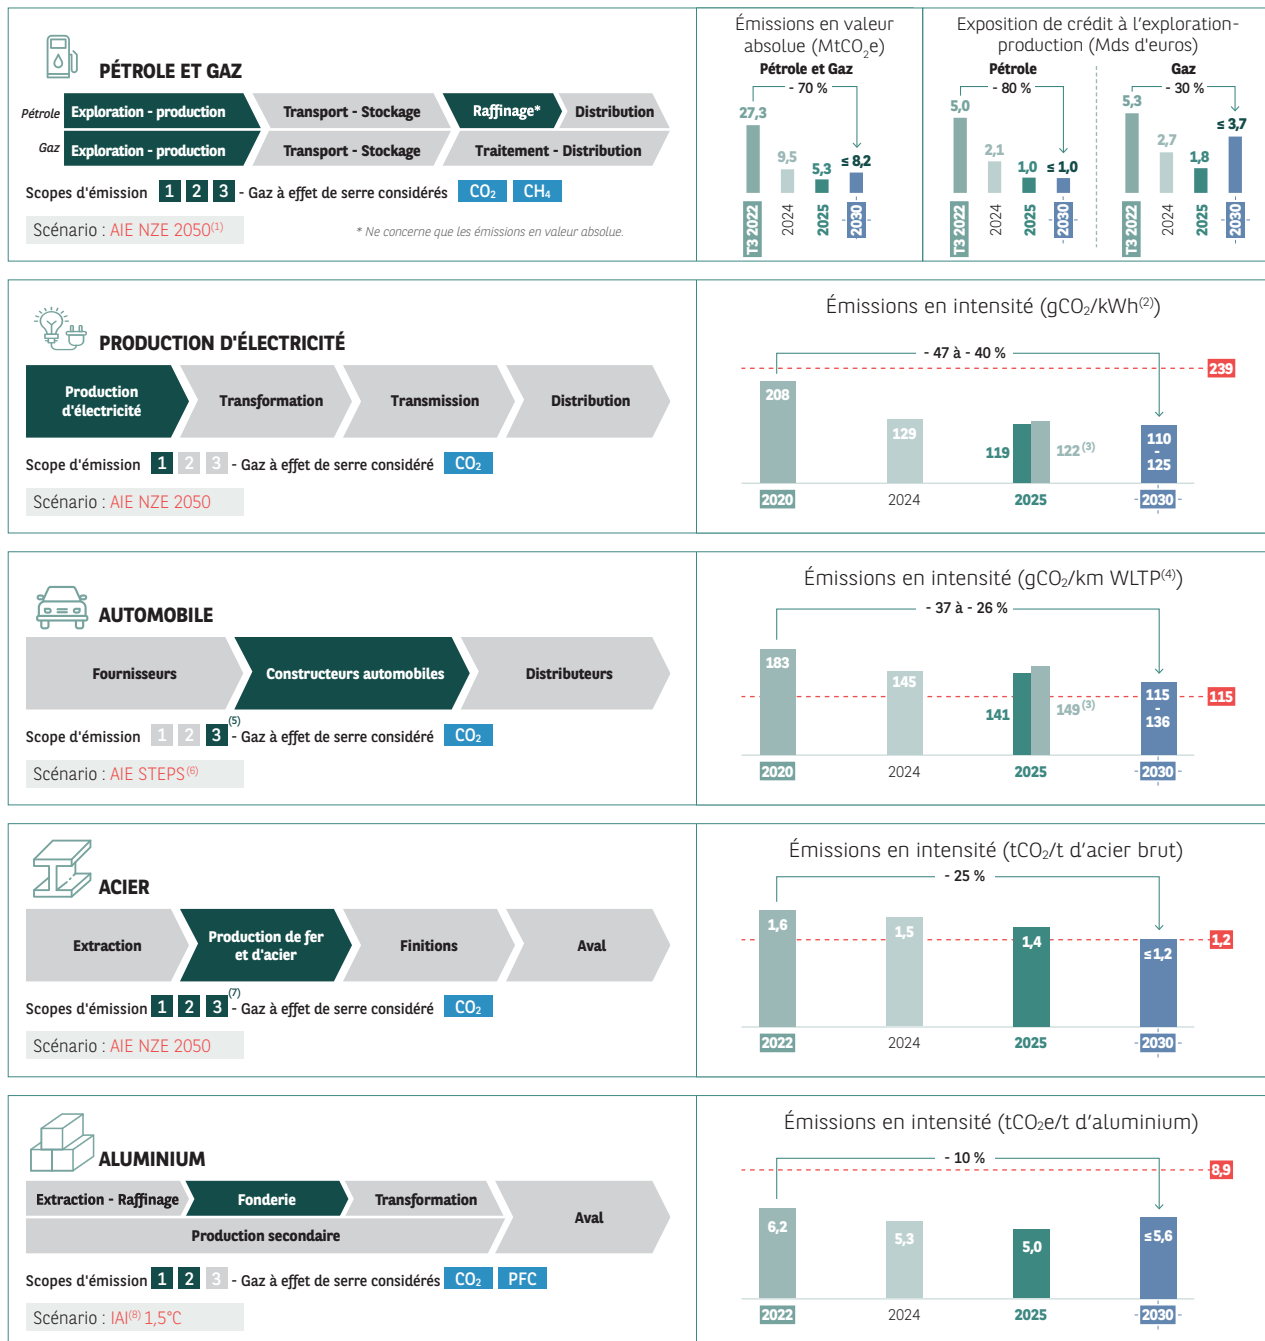 PÉTROLE ET GAZ
Pétrole Exploration - production Transport - Stockage Raffinage* Distribution
Gaz Exploration - production Transport - Stockage Traitement - Distribution
Scopes d'émission 1 2 3 - Gaz à effet de serre considérés CO₂ CH₄
Scénario : AIE NZE 2050(1)
* Ne concerne que les émissions en valeur absolue.
Émissions en valeur
absolue (MtCO₂e)
Pétrole et Gaz
- 70 %
27,3
9,5
5,3
≤ 8,2
T3 2022
2024
2025
2030
Exposition de crédit à l'exploration-
production (Mds d'euros)
Pétrole
- 80 %
5,0
2,1
1,0
≤ 1,0
T3 2022
2024
2025
2030
Gaz
- 30 %
5,3
2,7
1,8
≤ 3,7
T3 2022
2024
2025
2030
PRODUCTION D'ÉLECTRICITÉ
Production
d'électricité
Transformation
Transmission
Distribution
Scope d'émission 1 2 3 - Gaz à effet de serre considéré CO₂
Scénario : AIE NZE 2050
Émissions en intensité (gCO₂/kWh(2))
- 47 à - 40 %
239
208
129
119
122(3)
110
-
125
2020
2024
2025
2030
AUTOMOBILE
Fournisseurs
Constructeurs automobiles
Distributeurs
Scope d'émission 1 2 3(5) - Gaz à effet de serre considéré CO₂
Scénario : AIE STEPS(6)
Émissions en intensité (gCO₂/km WLTP(4))
- 37 à - 26 %
183
145
141
149(3)
115
-
136
115
2020
2024
2025
2030
ACIER
Extraction
Production de fer
et d'acier
Finitions
Aval
Scopes d'émission 1 2 3(7) - Gaz à effet de serre considéré CO₂
Scénario : AIE NZE 2050
Émissions en intensité (tCO₂/t d'acier brut)
- 25 %
1,6
1,5
1,4
≤1,2
1,2
2022
2024
2025
2030
ALUMINIUM
Extraction - Raffinage
Fonderie
Transformation
Aval
Production secondaire
Scopes d'émission 1 2 3 - Gaz à effet de serre considérés CO₂ PFC
Scénario : IAI(8) 1,5°C
Émissions en intensité (tCO₂e/t d'aluminium)
- 10 %
8,9
6,2
5,3
5,0
≤5,6
2022
2024
2025
2030